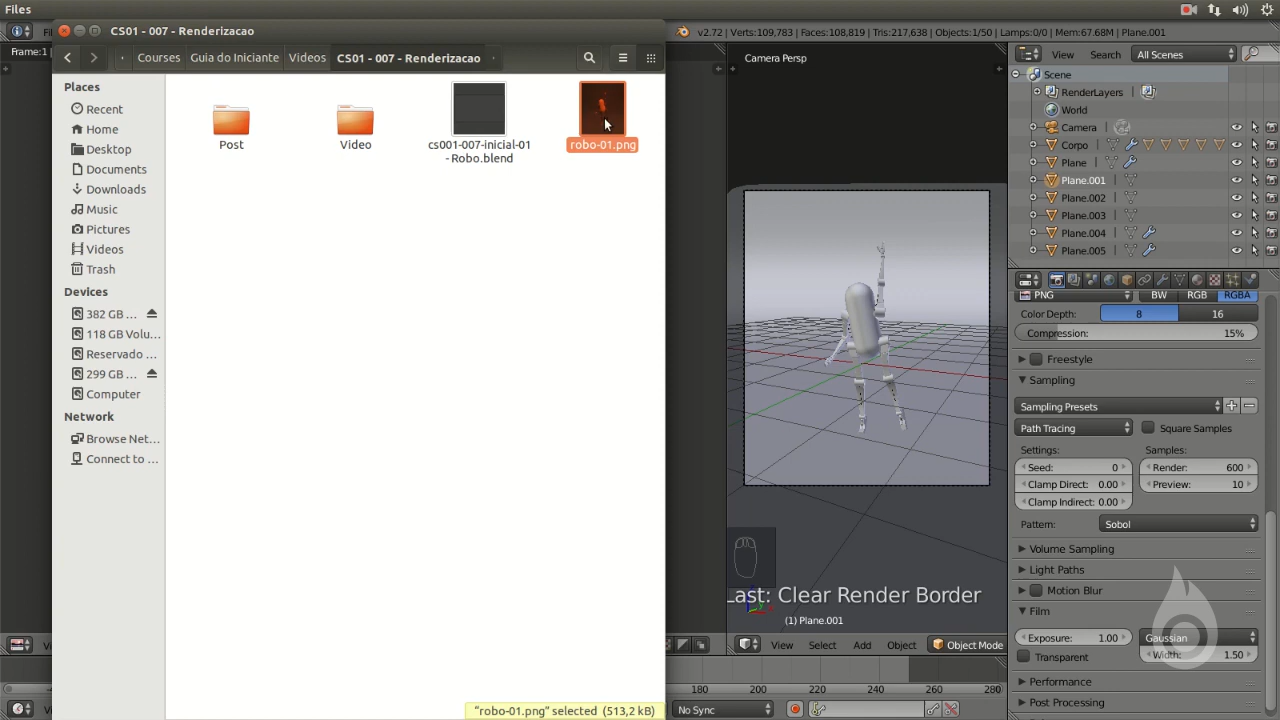 Files
CS01 - 007 - Renderizacao
Courses
Guia do Iniciante
Videos
CS01 - 007 - Renderizacao
Places
Recent
Home
Desktop
Documents
Downloads
Music
Pictures
Videos
Trash
Devices
382 GB ...
118 GB Volu...
Reservado ...
299 GB ...
Computer
Network
Browse Net...
Connect to ...
Post
Video
cs001-007-inicial-01
- Robo.blend
robo-01.png
"robo-01.png" selected (513,2 kB)
Frame:1
v2.72 | Verts:109,783 | Faces:108,819 | Tris:217,638 | Objects:1/50 | Lamps:0/0 | Mem:67.68M | Plane.001
Camera Persp
Last: Clear Render Border
(1) Plane.001
View
Select
Add
Object
Object Mode
180
200
220
240
260
280
No Sync
View
Search
All Scenes
Scene
RenderLayers
World
Camera
Corpo
Plane
Plane.001
Plane.002
Plane.003
Plane.004
Plane.005
PNG
BW
RGB
RGBA
Color Depth:
8
16
Compression:
15%
Freestyle
Sampling
Sampling Presets
Path Tracing
Square Samples
Settings:
Samples:
Seed:
0
Render:
600
Clamp Direct: 0.00
Preview:
10
Clamp Indirect: 0.00
Pattern:
Sobol
Volume Sampling
Light Paths
Motion Blur
Film
Exposure:
1.00
Gaussian
Transparent
Width:
1.50
Performance
Post Processing